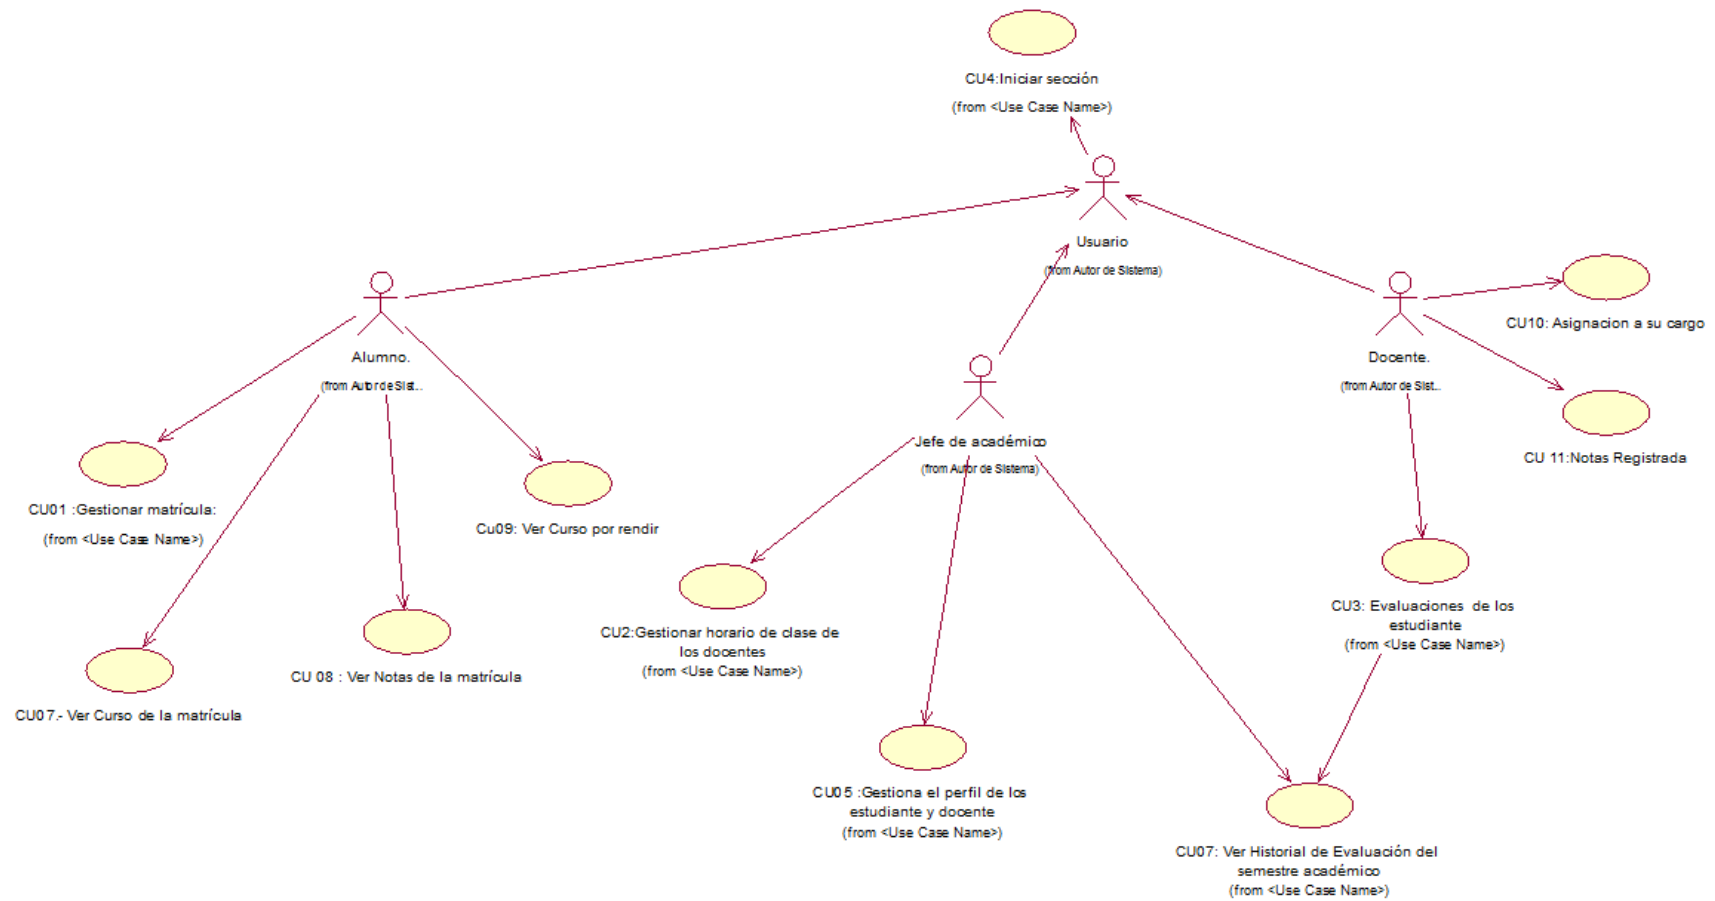 CU4:Iniciar sección
(from <Use Case Name>)
Usuario
(from Autor de Sistema)
Alumno.
(from Autor de Sist...
Docente.
(from Autor de Sist...
CU10: Asignacion a su cargo
Jefe de académico
(from Autor de Sistema)
CU 11:Notas Registrada
CU01 :Gestionar matrícula:
(from <Use Case Name>)
Cu09: Ver Curso por rendir
CU2:Gestionar horario de clase de
los docentes
(from <Use Case Name>)
CU3: Evaluaciones de los
estudiante
(from <Use Case Name>)
CU 08 : Ver Notas de la matrícula
CU07.- Ver Curso de la matrícula
CU05 :Gestiona el perfil de los
estudiante y docente
(from <Use Case Name>)
CU07: Ver Historial de Evaluación del
semestre académico
(from <Use Case Name>)